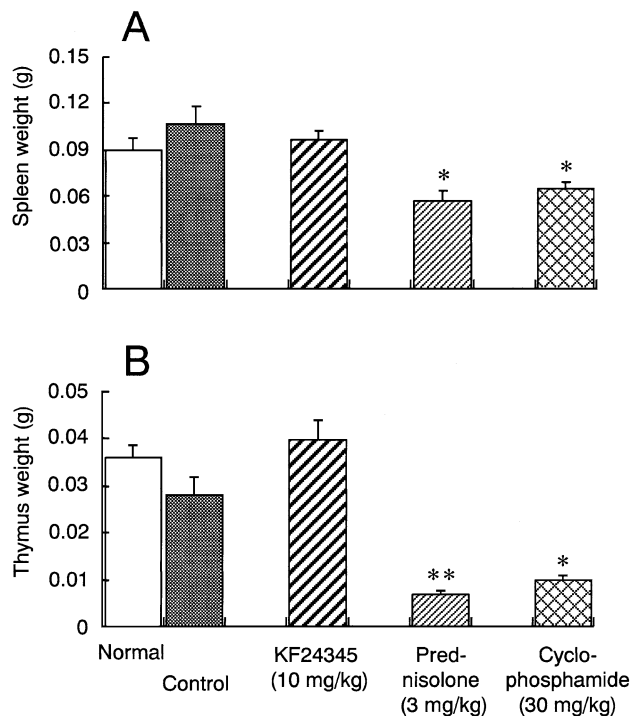 A
Spleen weight (g)
0.15
0.12
0.09
0.06
0.03
0
*
*
B
Thymus weight (g)
0.05
0.04
0.03
0.02
0.01
0
**
*
Normal
Control
KF24345
(10 mg/kg)
Pred-
nisolone
(3 mg/kg)
Cyclo-
phosphamide
(30 mg/kg)